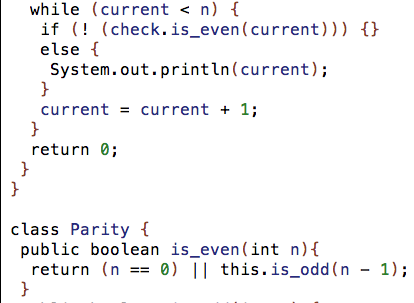 while (current < n) {
if (! (check.is_even(current))) {}
else {
System.out.println(current);
}
current = current + 1;
}
return 0;
}
}
class Parity {
public boolean is_even(int n){
return (n == 0) || this.is_odd(n - 1);
}